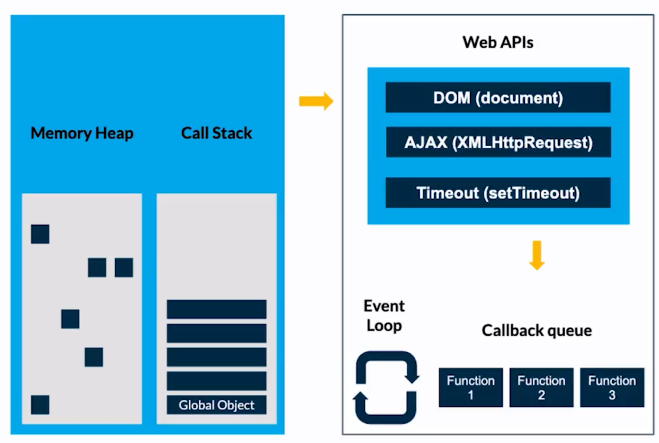 Memory Heap
Call Stack
Global Object
Web APIs
DOM (document)
AJAX (XMLHttpRequest)
Timeout (setTimeout)
Event
Loop
Callback queue
Function
1
Function
2
Function
3